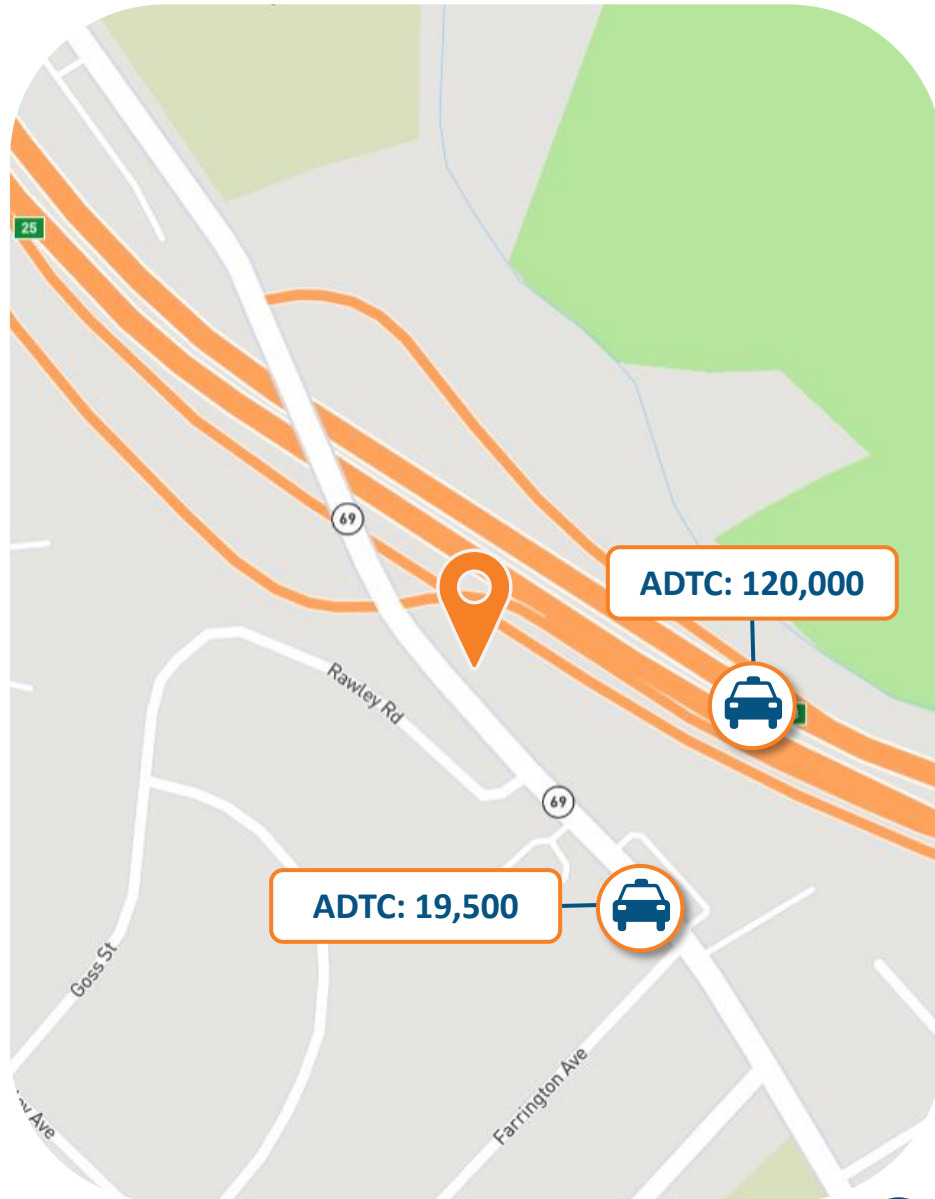 25
69
ADTC: 120,000
Rawley Rd
69
ADTC: 19,500
Goss St
Farrington Ave
Ave